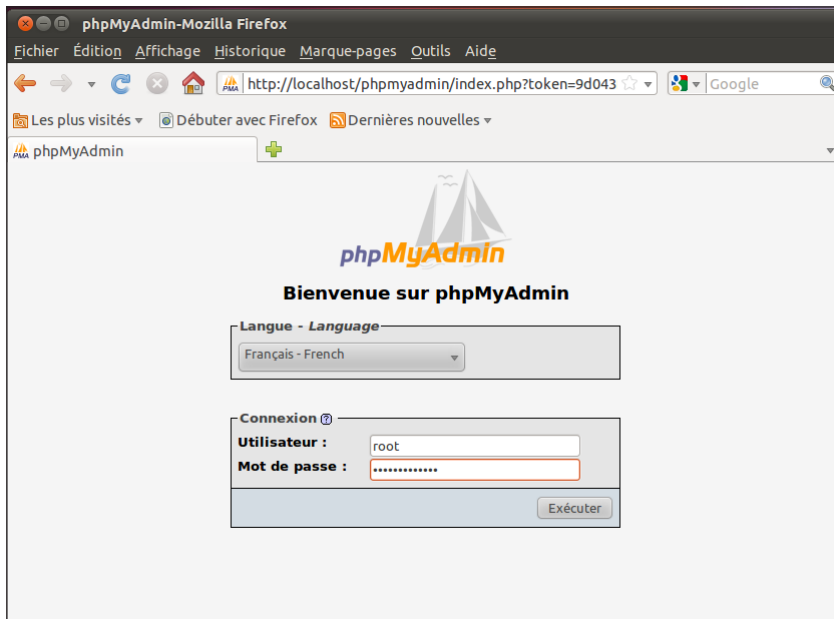 phpMyAdmin-Mozilla Firefox
Fichier Édition Affichage Historique Marque-pages Outils Aide
PMA http://localhost/phpmyadmin/index.php?token=9d043 Google
Les plus visités Débuter avec Firefox Dernières nouvelles
PMA phpMyAdmin
phpMyAdmin
Bienvenue sur phpMyAdmin
Langue - Language
Français - French
Connexion ?
Utilisateur : root
Mot de passe : •••••••••••••
Exécuter